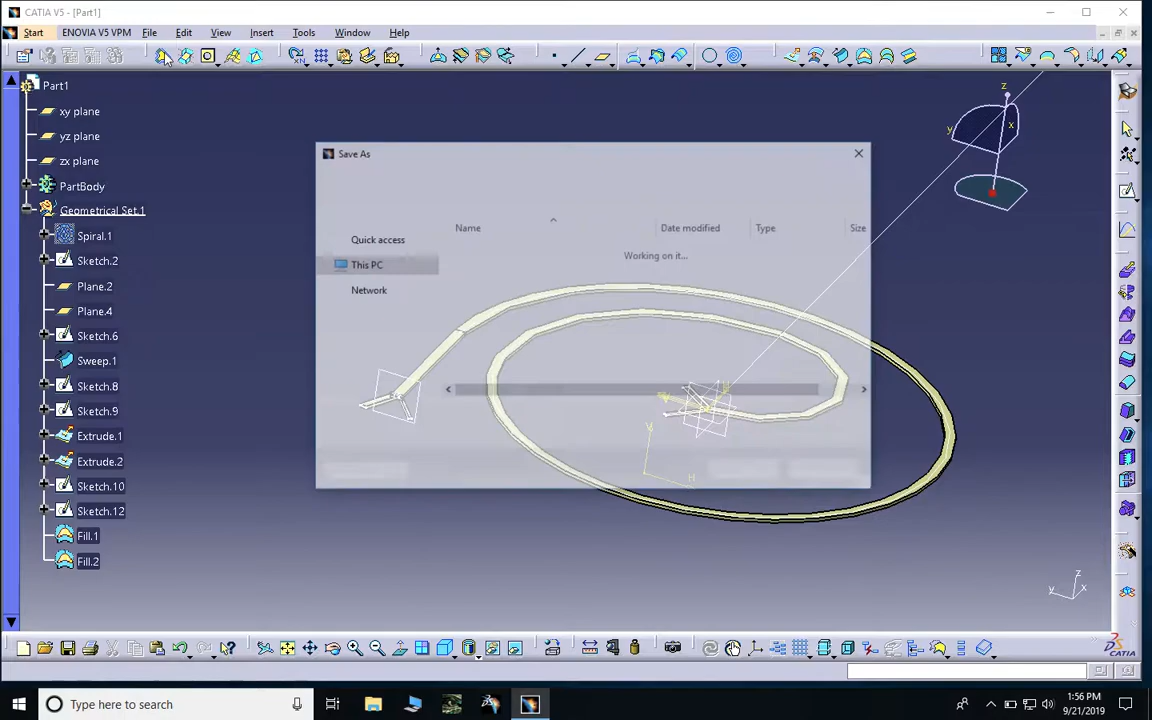 CATIA V5 - [Part1]
Start ENOVIA V5 VPM File Edit View Insert Tools Window Help
Part1
xy plane
yz plane
zx plane
PartBody
Geometrical Set.1
Spiral.1
Sketch.2
Plane.2
Plane.4
Sketch.6
Sweep.1
Sketch.8
Sketch.9
Extrude.1
Extrude.2
Sketch.10
Sketch.12
Fill.1
Fill.2
Save As
Name Date modified Type Size
Working on it...
Quick access
This PC
Network
z
y
x
V
H
z
y
x
CATIA
Type here to search
1:56 PM
9/21/2019